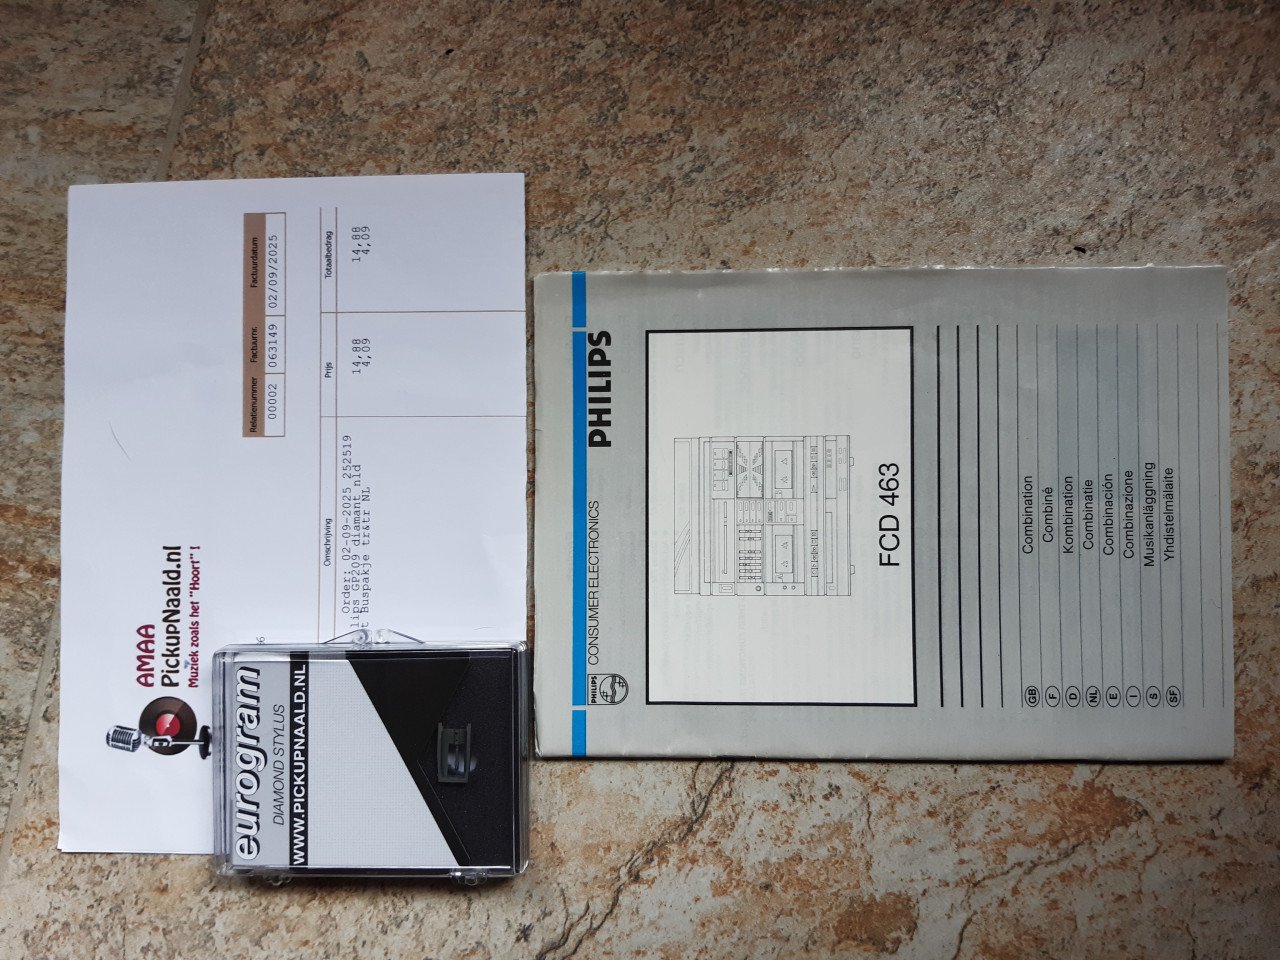 AMAA
PickupNaald.nl
Muziek zoals het "Hoort" !
Relatienummer Factuurnr. Factuurdatum
00002 063149 02/09/2025
Omschrijving Prijs Totaalbedrag
Order: 02-09-2025 252519
GP209 diamant nld 14,88 14,88
Buspakje tr&tr NL 4,09 4,09
eurogram
DIAMOND STYLUS
WWW.PICKUPNAALD.NL
PHILIPS
CONSUMER ELECTRONICS
PHILIPS
FCD 463
GB Combination
F Combiné
D Kombination
NL Combinatie
E Combinación
I Combinazione
S Musikanläggning
SF Yhdistelmälaite